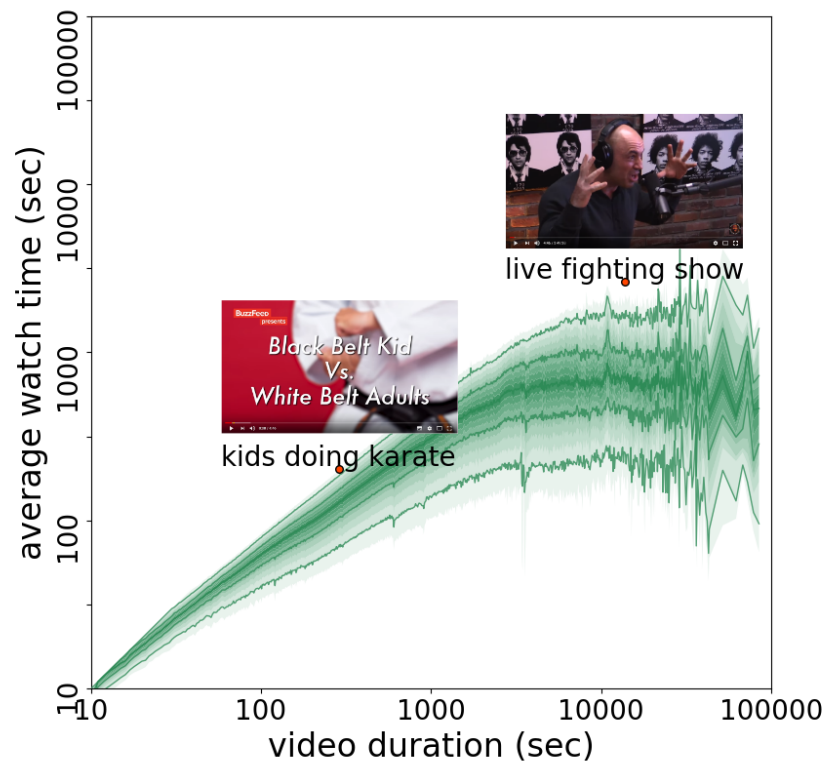 100000
10000
1000
100
10
average watch time (sec)
live fighting show
BuzzFeed
presents
Black Belt Kid
Vs.
White Belt Adults
kids doing karate
10
100
1000
10000
100000
video duration (sec)